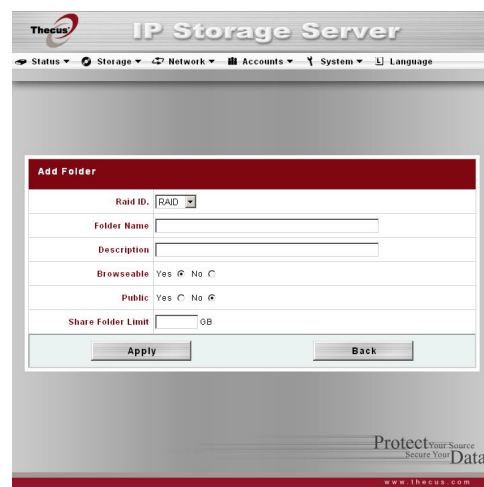 Thecus IP Storage Server
Status Storage Network Accounts System L Language
Add Folder
Raid ID. RAID
Folder Name
Description
Browseable Yes No
Public Yes No
Share Folder Limit GB
Apply Back
Protect Your Source
Secure Your Data
www.thecus.com